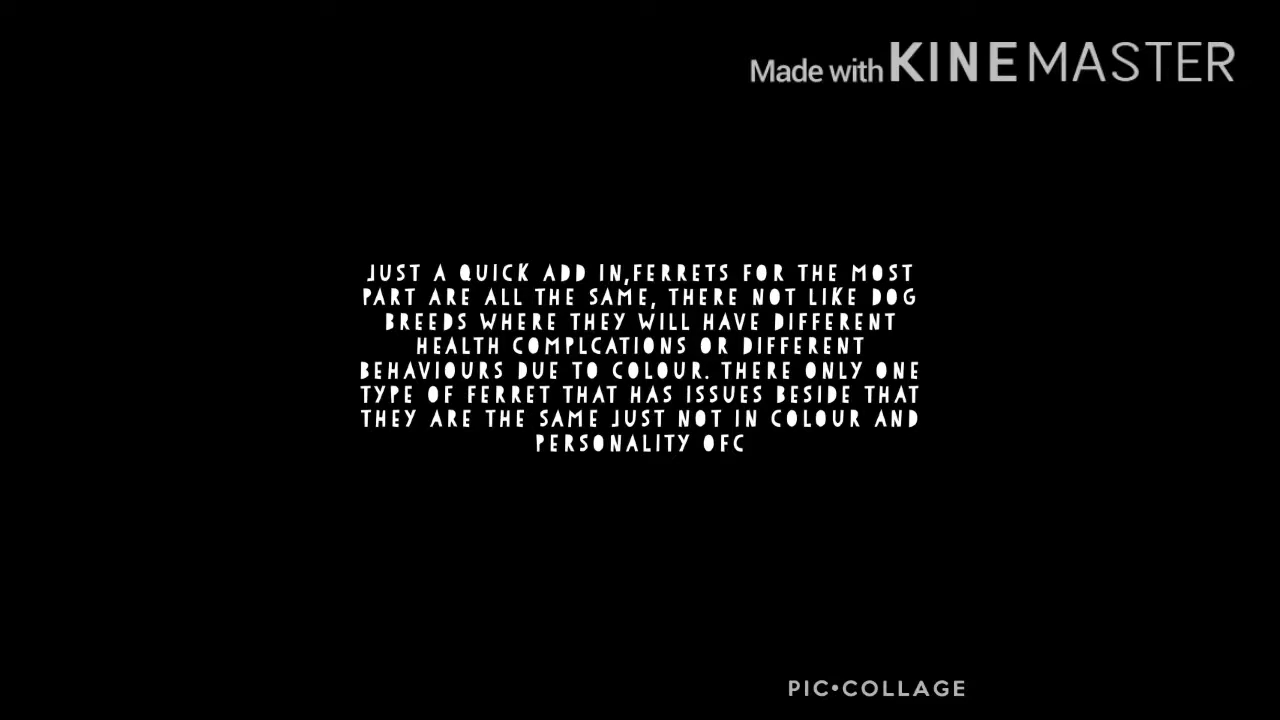 Made with KINEMASTER
JUST A QUICK ADD IN,FERRETS FOR THE MOST
PART ARE ALL THE SAME, THERE NOT LIKE DOG
BREEDS WHERE THEY WILL HAVE DIFFERENT
HEALTH COMPLCATIONS OR DIFFERENT
BEHAVIOURS DUE TO COLOUR. THERE ONLY ONE
TYPE OF FERRET THAT HAS ISSUES BESIDE THAT
THEY ARE THE SAME JUST NOT IN COLOUR AND
PERSONALITY OFC
PIC•COLLAGE